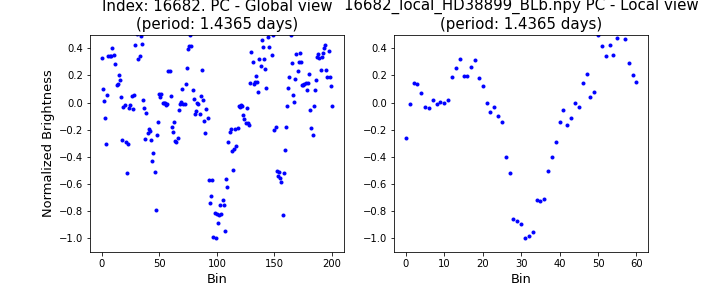 Index: 16682. PC - Global view
(period: 1.4365 days)
16682_local_HD38899_BLb.npy PC - Local view
(period: 1.4365 days)
Normalized Brightness
0.4
0.2
0.0
−0.2
−0.4
−0.6
−0.8
−1.0
0 50 100 150 200
Bin
0.4
0.2
0.0
−0.2
−0.4
−0.6
−0.8
−1.0
0 10 20 30 40 50 60
Bin